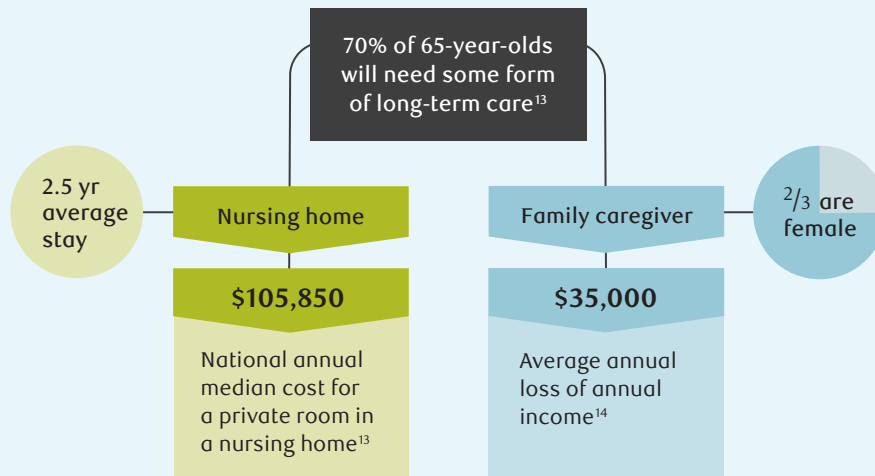 70% of 65-year-olds
will need some form
of long-term care¹³
2.5 yr
average
stay
Nursing home
Family caregiver
²/3 are
female
$105,850
$35,000
National annual
median cost for
a private room in
a nursing home¹³
Average annual
loss of annual
income¹⁴